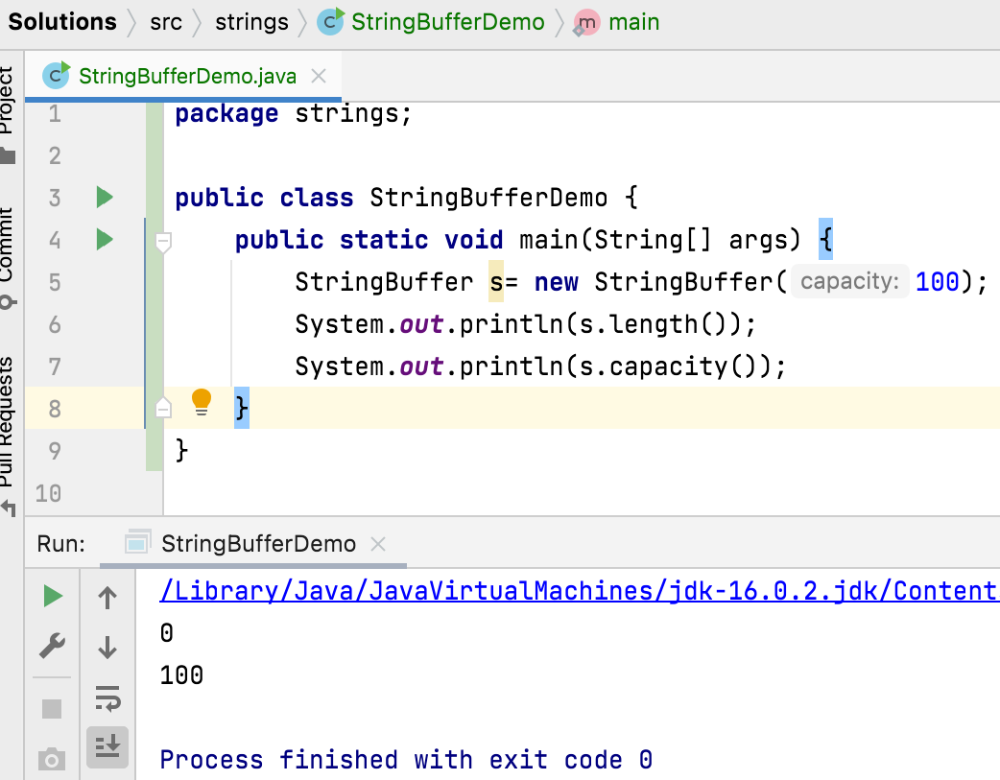 Solutions src strings C StringBufferDemo m main
C StringBufferDemo.java
Project
Commit
Pull Requests
1 package strings;
2
3 public class StringBufferDemo {
4 public static void main(String[] args) {
5 StringBuffer s= new StringBuffer( capacity: 100);
6 System.out.println(s.length());
7 System.out.println(s.capacity());
8 }
9 }
10
Run: StringBufferDemo
/Library/Java/JavaVirtualMachines/jdk-16.0.2.jdk/Content
0
100
Process finished with exit code 0